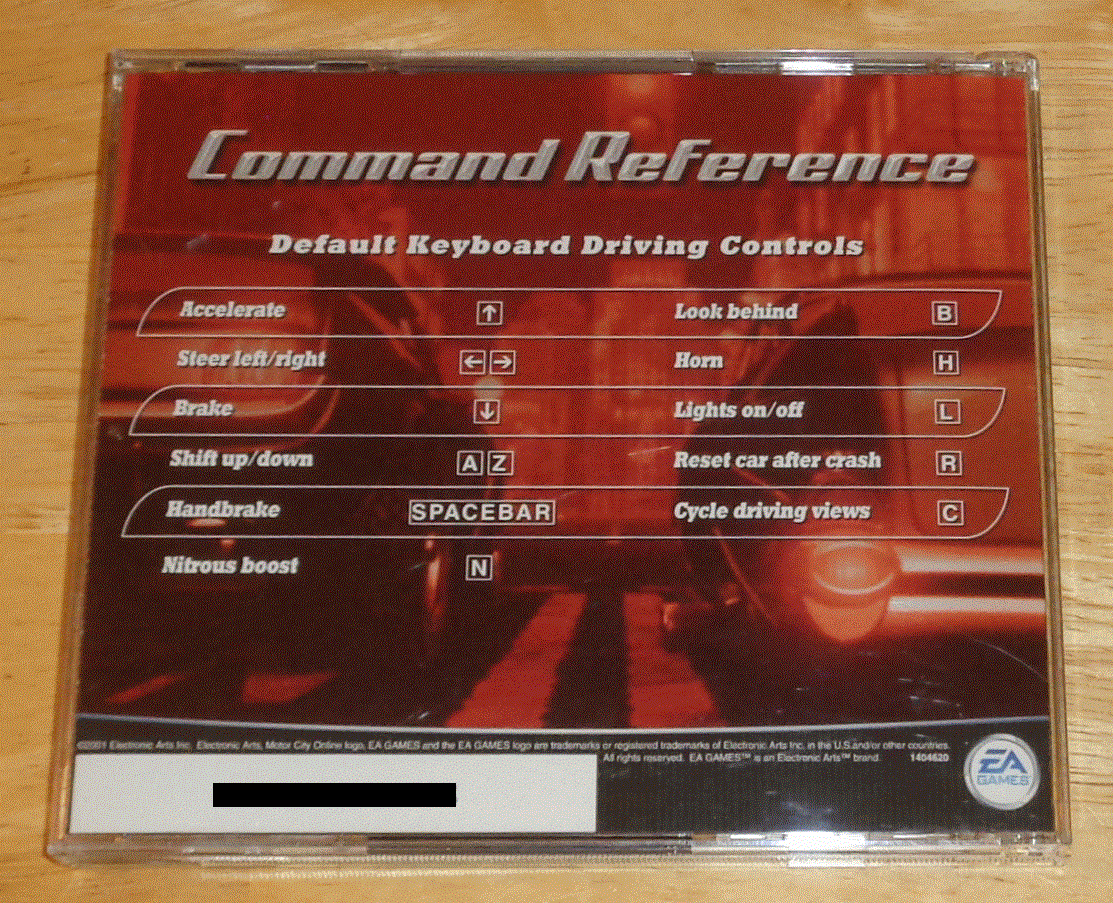 Command Reference
Default Keyboard Driving Controls
Accelerate ↑ Look behind B
Steer left/right ← → Horn H
Brake ↓ Lights on/off L
Shift up/down A Z Reset car after crash R
Handbrake SPACEBAR Cycle driving views C
Nitrous boost N
©2001 Electronic Arts Inc. Electronic Arts, Motor City Online logo, EA GAMES and the EA GAMES logo are trademarks or registered trademarks of Electronic Arts Inc. in the U.S.and/or other countries.
All rights reserved. EA GAMES™ is an Electronic Arts™ brand. 1404620
EA
GAMES™